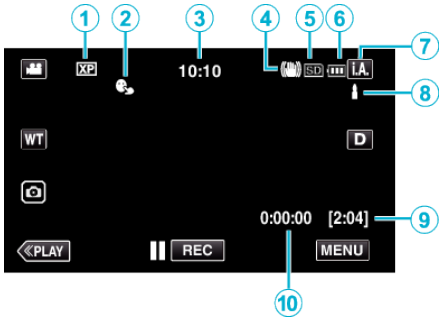 1 2 3 4 5 6 7
XP 10:10 SD i.A.
8
WT D
0:00:00 [2:04] 9
≪PLAY REC MENU
10